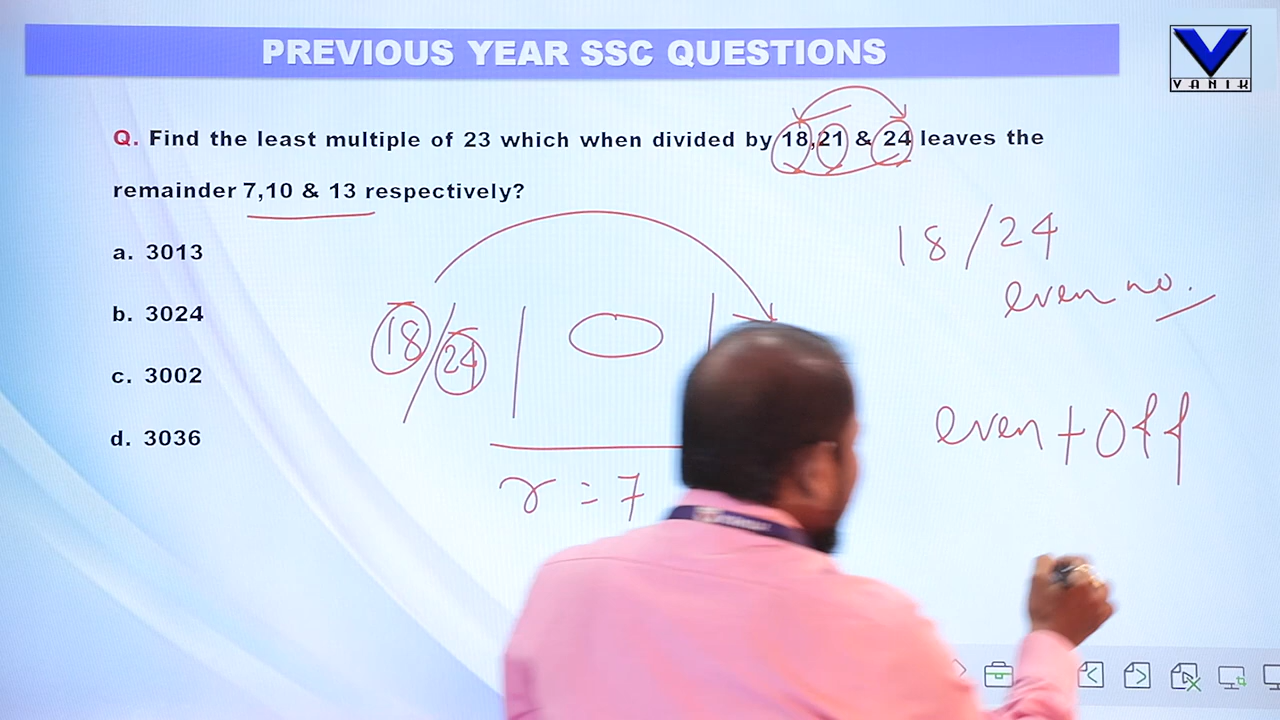 PREVIOUS YEAR SSC QUESTIONS
VANIK
Q. Find the least multiple of 23 which when divided by 18,21 & 24 leaves the
remainder 7,10 & 13 respectively?
a. 3013
b. 3024
c. 3002
d. 3036
18/24
even no.
18/24
even + Off
r = 7